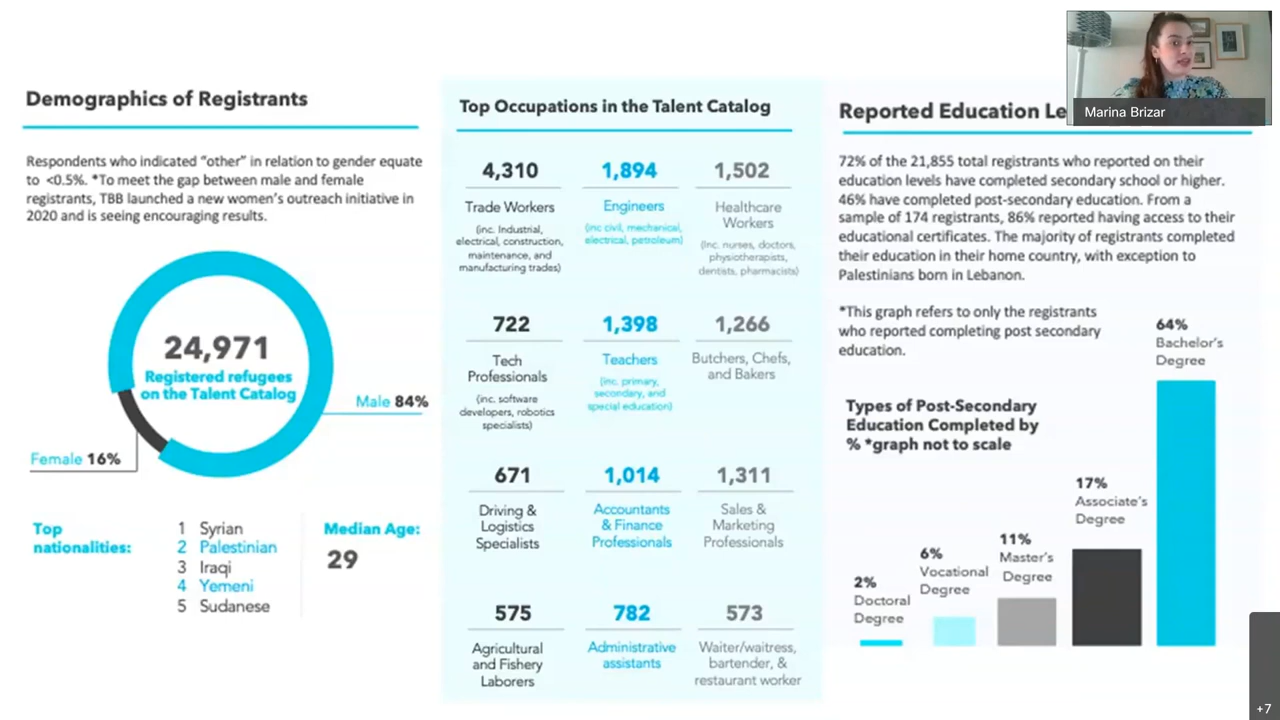 Demographics of Registrants
Respondents who indicated “other” in relation to gender equate
to <0.5%. *To meet the gap between male and female
registrants, TBB launched a new women’s outreach initiative in
2020 and is seeing encouraging results.
24,971
Registered refugees
on the Talent Catalog
Male 84%
Female 16%
Top
nationalities:
1 Syrian
2 Palestinian
3 Iraqi
4 Yemeni
5 Sudanese
Median Age:
29
Top Occupations in the Talent Catalog
4,310
Trade Workers
(inc. Industrial,
electrical, construction,
maintenance, and
manufacturing trades)
1,894
Engineers
(inc civil, mechanical,
electrical, petroleum)
1,502
Healthcare
Workers
(Inc. nurses, doctors,
physiotherapists,
dentists, pharmacists)
722
Tech
Professionals
(inc. software
developers, robotics
specialists)
1,398
Teachers
(inc. primary,
secondary, and
special education)
1,266
Butchers, Chefs,
and Bakers
671
Driving &
Logistics
Specialists
1,014
Accountants
& Finance
Professionals
1,311
Sales &
Marketing
Professionals
575
Agricultural
and Fishery
Laborers
782
Administrative
assistants
573
Waiter/waitress,
bartender, &
restaurant worker
Reported Education Le
72% of the 21,855 total registrants who reported on their
education levels have completed secondary school or higher.
46% have completed post-secondary education. From a
sample of 174 registrants, 86% reported having access to their
educational certificates. The majority of registrants completed
their education in their home country, with exception to
Palestinians born in Lebanon.
*This graph refers to only the registrants
who reported completing post secondary
education.
Types of Post-Secondary
Education Completed by
% *graph not to scale
2%
Doctoral
Degree
6%
Vocational
Degree
11%
Master’s
Degree
17%
Associate’s
Degree
64%
Bachelor’s
Degree
Marina Brizar
+7